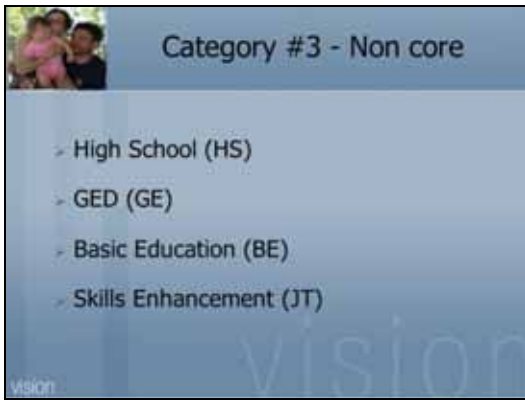 Category #3 - Non core
High School (HS)
GED (GE)
Basic Education (BE)
Skills Enhancement (JT)
vision
vision